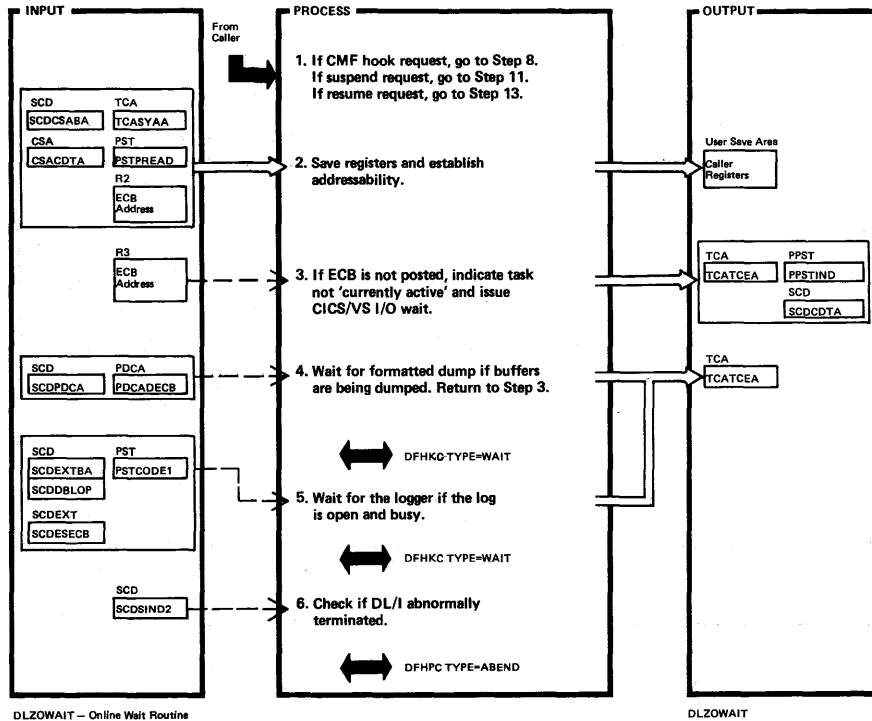 INPUT
PROCESS
OUTPUT
From
Caller
1. If CMF hook request, go to Step 8.
If suspend request, go to Step 11.
If resume request, go to Step 13.
SCD
TCA
SCDCSABA
TCASYAA
CSA
PST
CSACDTA
PSTPREAD
R2
ECB
Address
2. Save registers and establish
addressability.
User Save Area
Caller
Registers
R3
ECB
Address
3. If ECB is not posted, indicate task
not 'currently active' and issue
CICS/VS I/O wait.
TCA
PPST
TCATCEA
PPSTIND
SCD
SCDCDTA
SCD
PDCA
SCDPDCA
PDCADECB
4. Wait for formatted dump if buffers
are being dumped. Return to Step 3.
TCA
TCATCEA
DFHKC TYPE=WAIT
SCD
PST
SCDEXTBA
PSTCODE1
SCDDBLOP
SCDEXT
SCDESECB
5. Wait for the logger if the log
is open and busy.
DFHKC TYPE=WAIT
SCD
SCDSIND2
6. Check if DL/I abnormally
terminated.
DFHPC TYPE=ABEND
DLZOWAIT – Online Wait Routine
DLZOWAIT